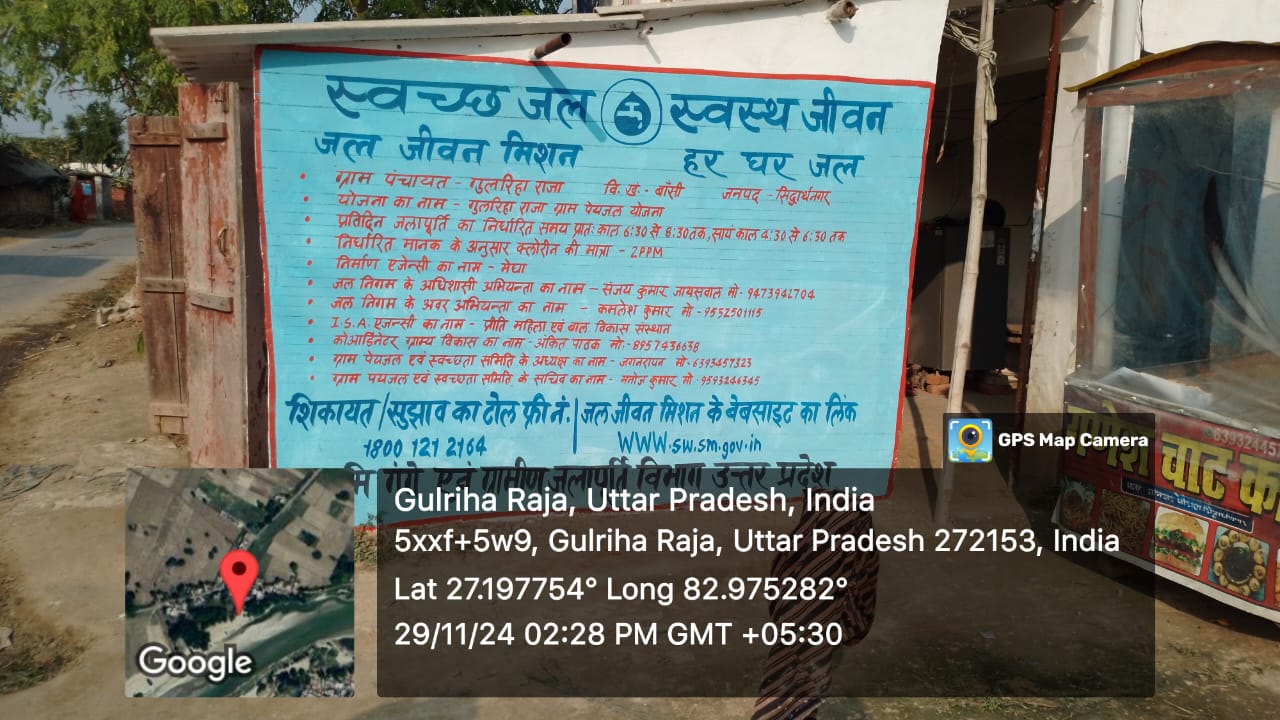 स्वच्छ जल स्वस्थ जीवन
जल जीवन मिशन हर घर जल
• ग्राम पंचायत - गुलरिहा राजा वि. खं - बाँसी जनपद - सिद्धार्थनगर
• योजना का नाम - गुलरिहा राजा ग्राम पेयजल योजना
• प्रतिदिन जलापूर्ति का निर्धारित समय प्रातः काल 6:30 से 8:30 तक, सायं काल 4:30 से 6:30 तक
• निर्धारित मानक के अनुसार क्लोरीन की मात्रा - 2PPM
• निर्माण एजेन्सी का नाम - मेघा
• जल निगम के अधिशासी अभियन्ता का नाम - संजय कुमार जायसवाल मो- 9473942704
• जल निगम के अवर अभियन्ता का नाम - कमलेश कुमार मो - 9532501115
• I.S.A. एजन्सी का नाम - प्रीति महिला एवं बाल विकास संस्थान
• कोआर्डिनेटर ग्राम्य विकास का नाम - अंकित पाठक मो- 8957436638
• ग्राम पेयजल एवं स्वच्छता समिति के अध्यक्ष का नाम - मो- 6393457323
• ग्राम पेयजल एवं स्वच्छता समिति के सचिव का नाम - मनोज कुमार मो- 9593246345
शिकायत/सुझाव का टोल फ्री नं:
1800 121 2164
जल जीवन मिशन के वेबसाइट का लिंक
WWW.sw.sm.gov.in
गंगे एवं ग्रामीण जलापूर्ति विभाग उत्तर प्रदेश
गणेश चाट
GPS Map Camera
Google
Gulriha Raja, Uttar Pradesh, India
5xxf+5w9, Gulriha Raja, Uttar Pradesh 272153, India
Lat 27.197754° Long 82.975282°
29/11/24 02:28 PM GMT +05:30